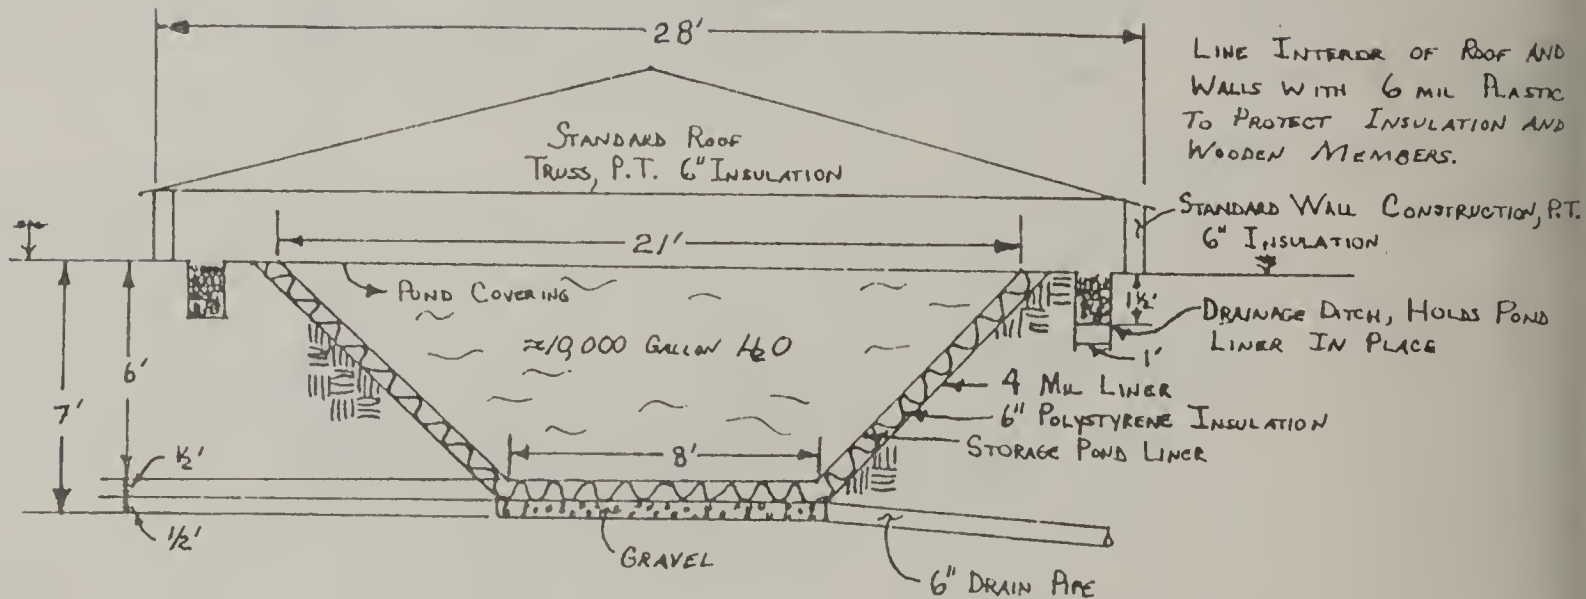 28'
LINE INTERIOR OF ROOF AND
WALLS WITH 6 MIL PLASTIC
TO PROTECT INSULATION AND
WOODEN MEMBERS.
STANDARD ROOF
TRUSS, P.T. 6" INSULATION
STANDARD WALL CONSTRUCTION, P.T.
6" INSULATION
21'
POND COVERING
1½'
DRAINAGE DITCH, HOLDS POND
LINER IN PLACE
1'
≈10,000 GALLON H2O
6'
7'
4 MIL LINER
6" POLYSTYRENE INSULATION
STORAGE POND LINER
8'
½'
1/2'
GRAVEL
6" DRAIN PIPE